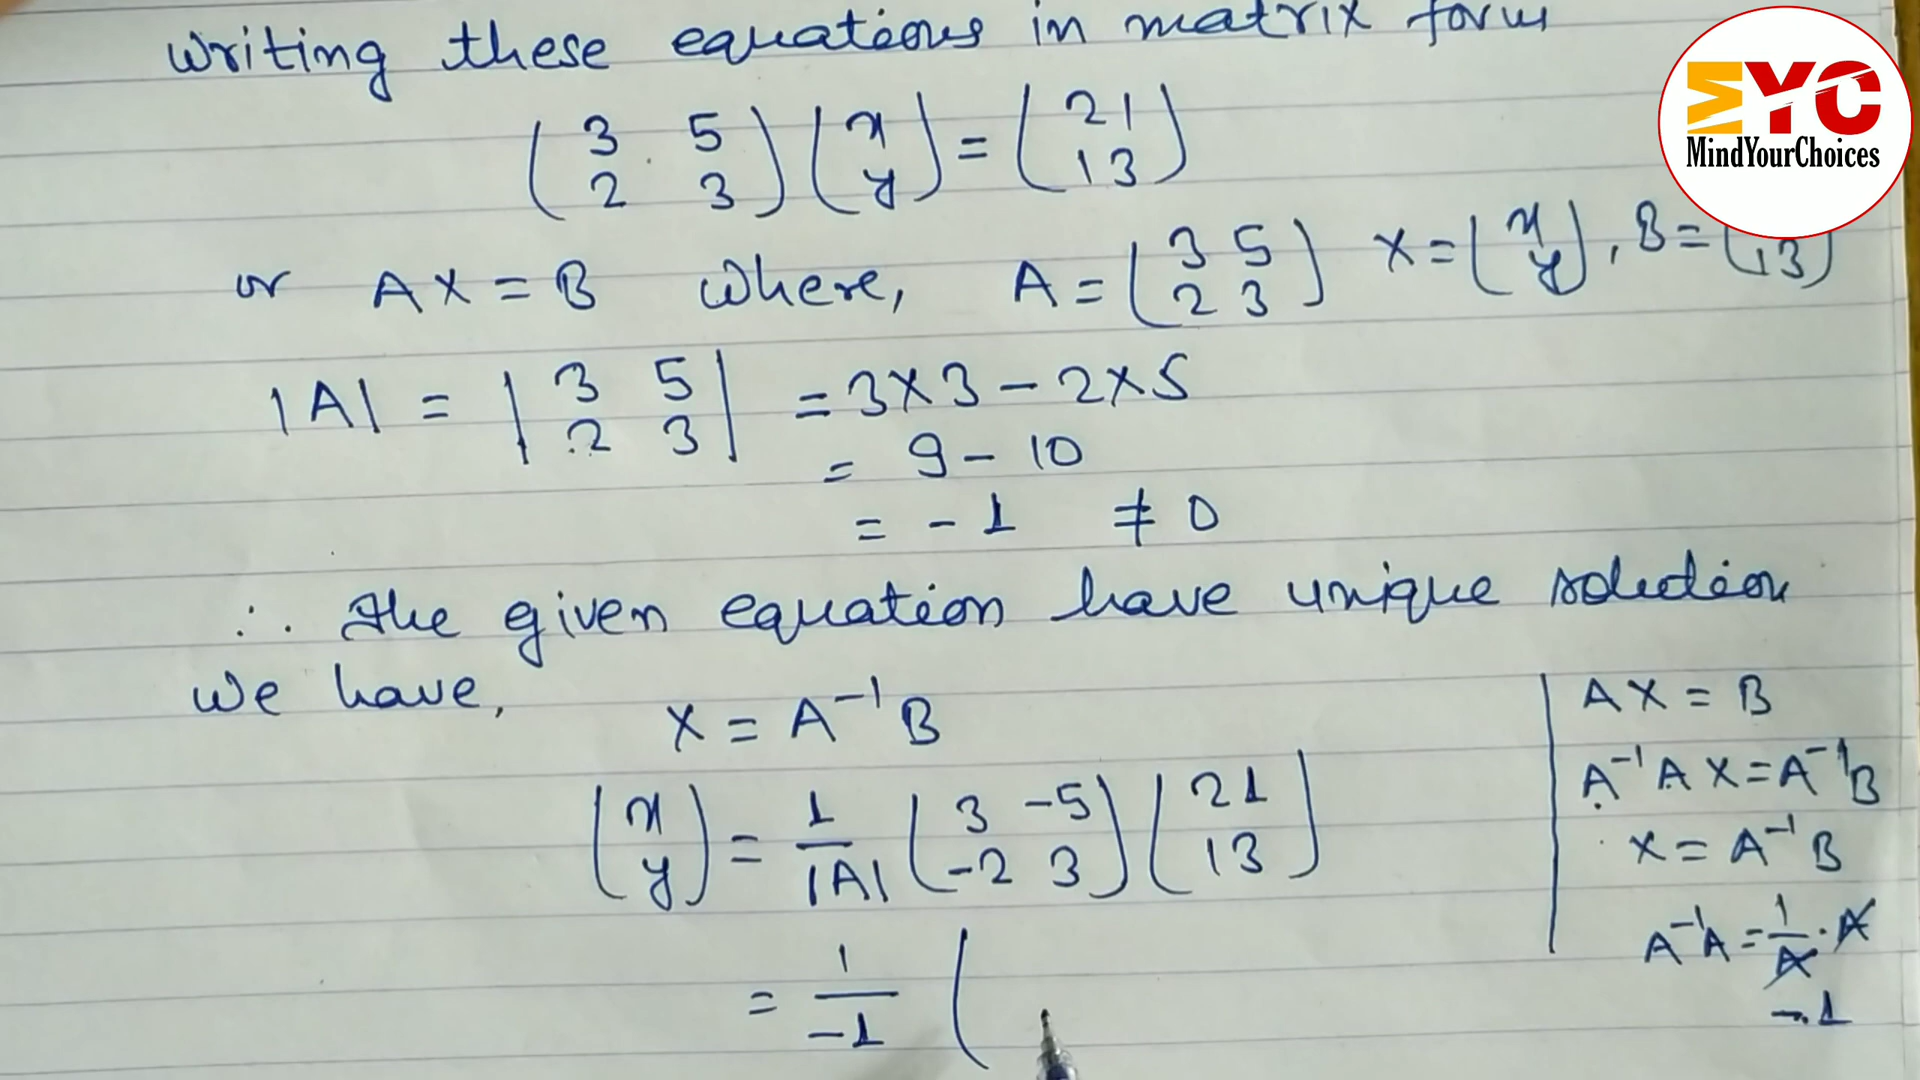 writing these equations in matrix form
( 3 5 ) ( x ) = ( 21 )
( 2 3 ) ( y ) ( 13 )
or AX = B where, A = ( 3 5 ) X = ( x ) , B = (
( 2 3 ) ( y ) ( 13 )
|A| = | 3 5 | = 3×3 − 2×5
| 2 3 |
= 9 − 10
= −1 ≠ 0
∴ the given equation have unique solution
we have,
X = A⁻¹B
( x ) = 1/|A| ( 3 −5 ) ( 21 )
( y ) ( −2 3 ) ( 13 )
= 1/−1 (
AX = B
A⁻¹AX = A⁻¹B
X = A⁻¹B
A⁻¹A = 1/A · A
MYC
MindYourChoices